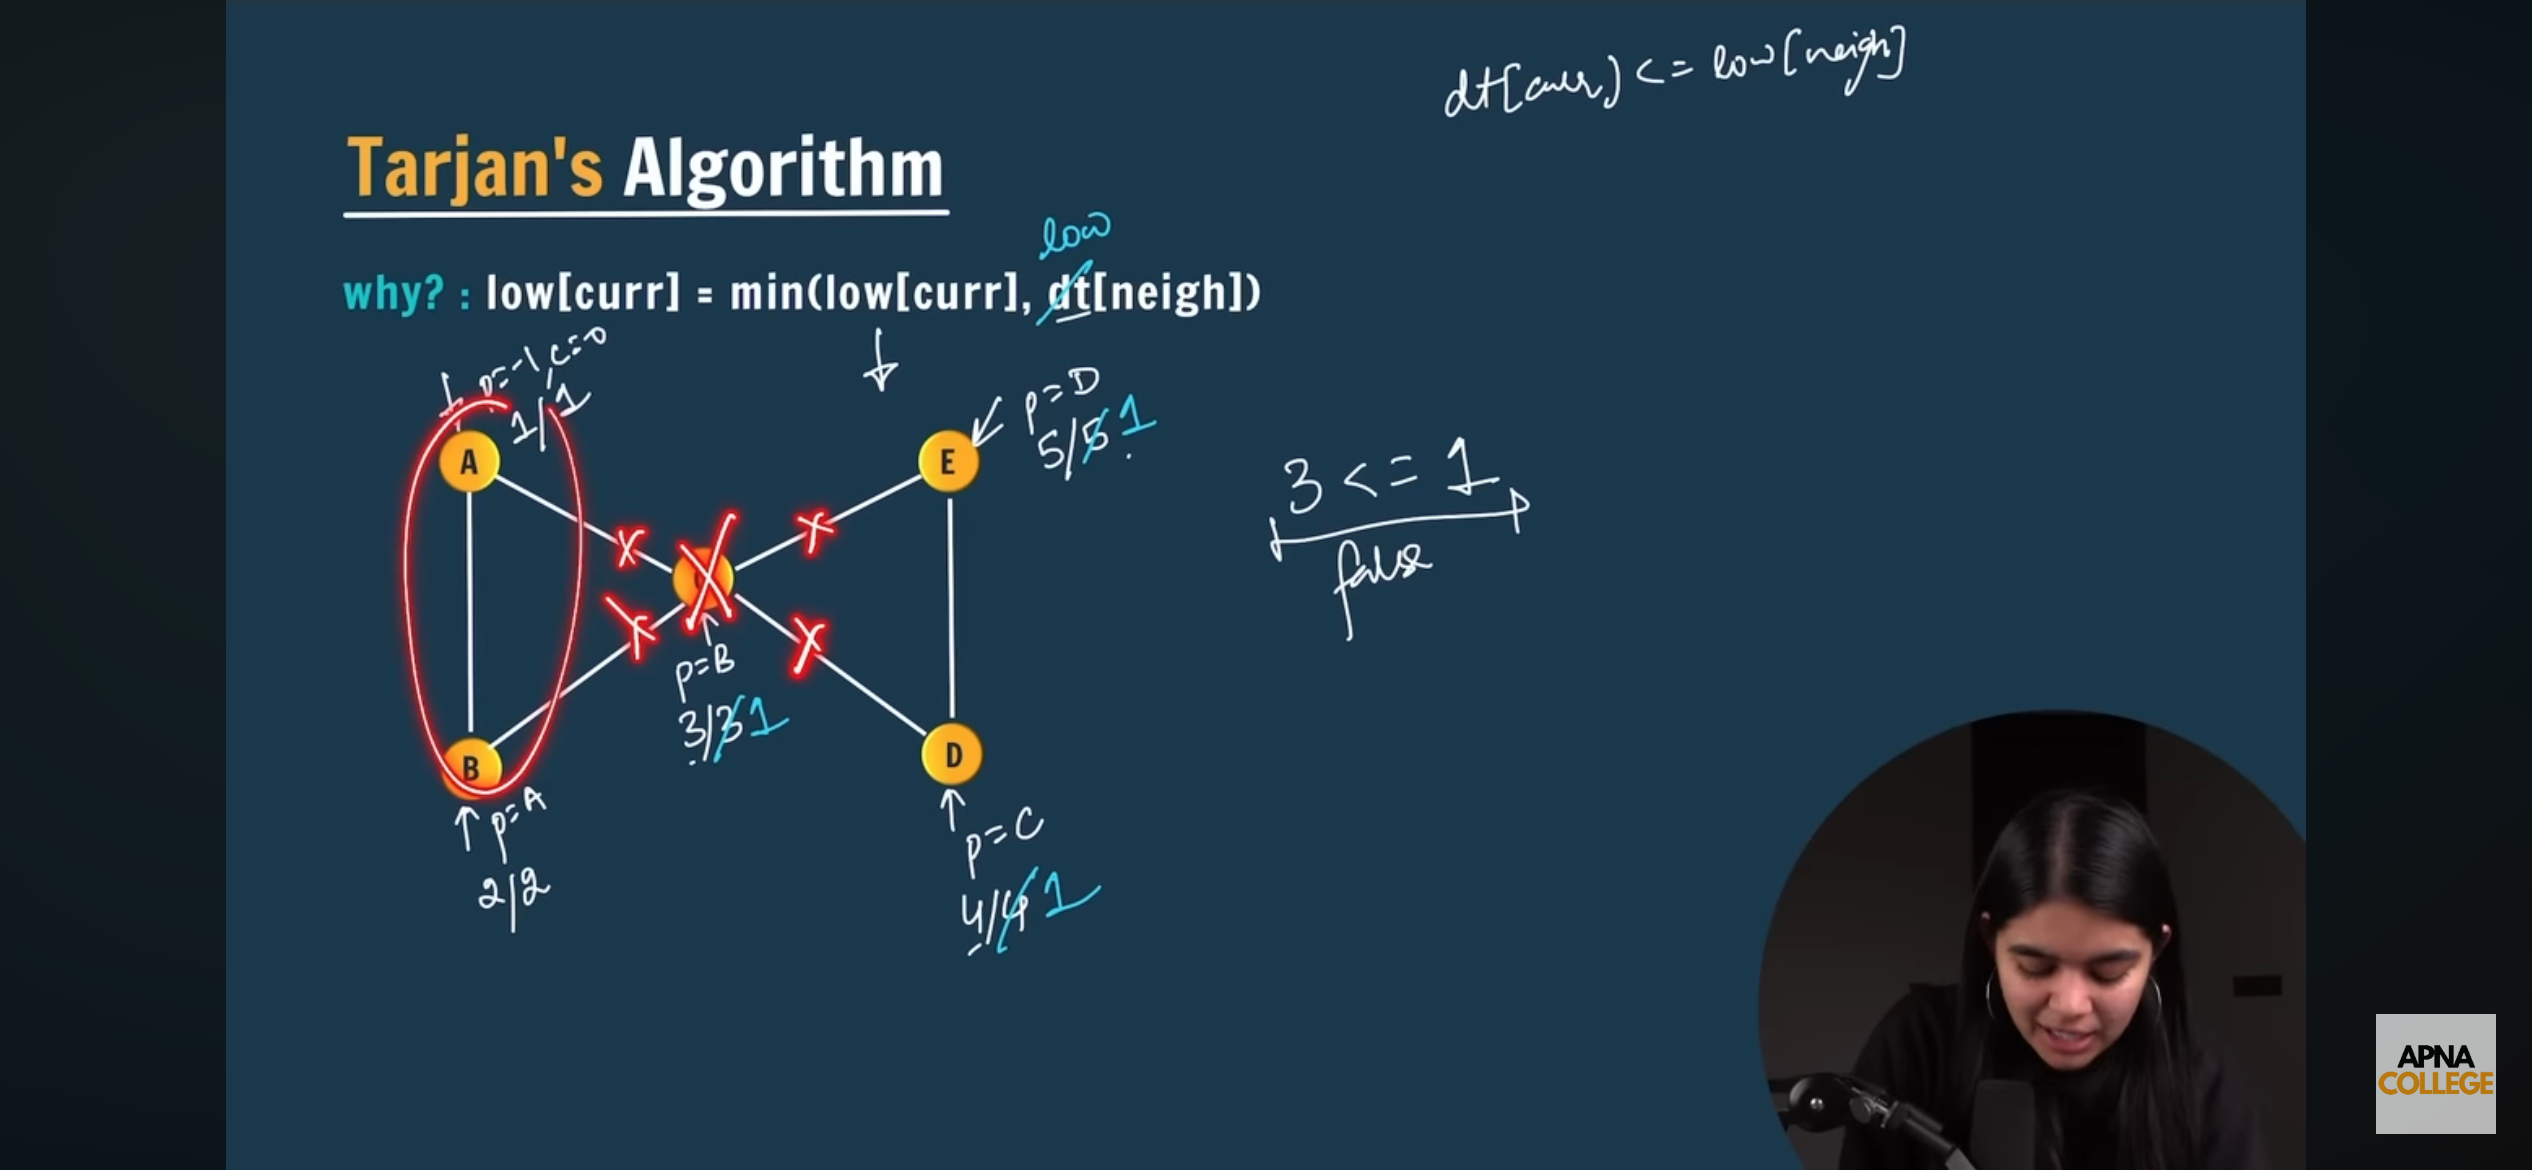 dt[curr] <= low[neigh]
Tarjan's Algorithm
low
why? : low[curr] = min(low[curr], dt[neigh])
p=-1, c=0
1/1
A
E
p=D
5/5 1
3 <= 1
false
p=B
3/3 1
B
D
p=A
2/2
p=C
4/4 1
APNA
COLLEGE